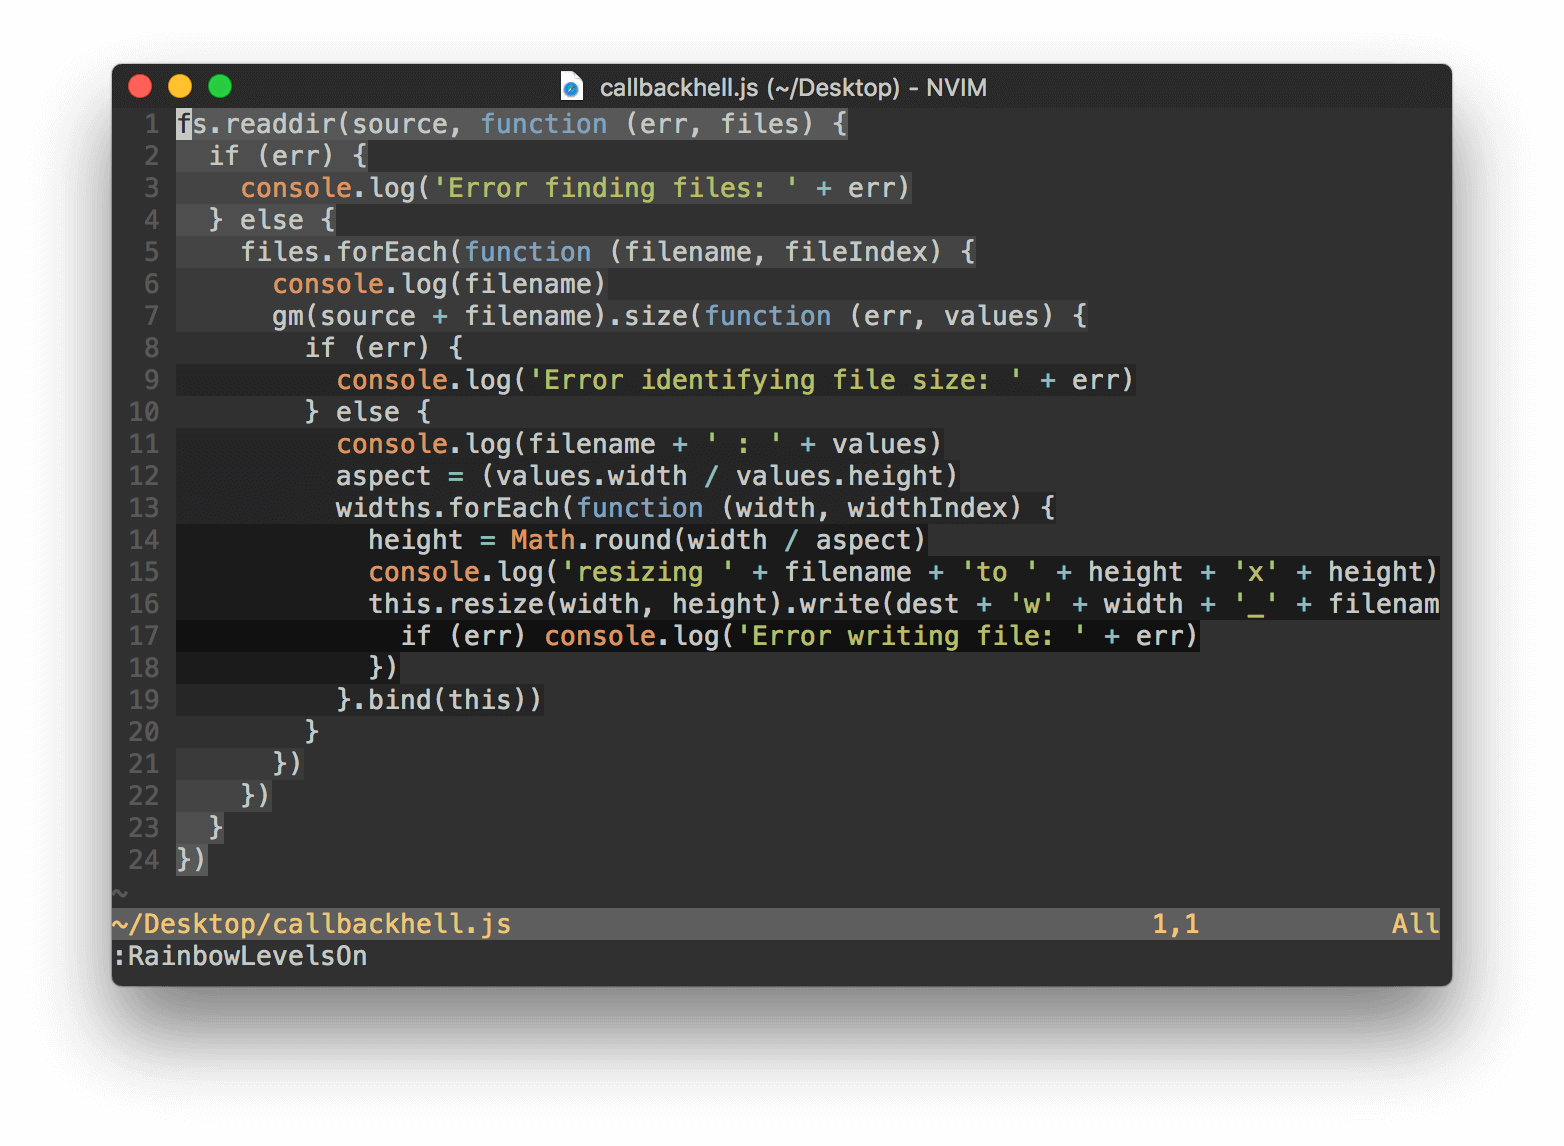 callbackhell.js (~/Desktop) - NVIM
1 fs.readdir(source, function (err, files) {
2   if (err) {
3     console.log('Error finding files: ' + err)
4   } else {
5     files.forEach(function (filename, fileIndex) {
6       console.log(filename)
7       gm(source + filename).size(function (err, values) {
8         if (err) {
9           console.log('Error identifying file size: ' + err)
10         } else {
11           console.log(filename + ' : ' + values)
12           aspect = (values.width / values.height)
13           widths.forEach(function (width, widthIndex) {
14             height = Math.round(width / aspect)
15             console.log('resizing ' + filename + 'to ' + height + 'x' + height)
16             this.resize(width, height).write(dest + 'w' + width + '_' + filenam
17               if (err) console.log('Error writing file: ' + err)
18             })
19           }.bind(this))
20         }
21       })
22     })
23   }
24 })
~
~/Desktop/callbackhell.js 1,1 All
:RainbowLevelsOn